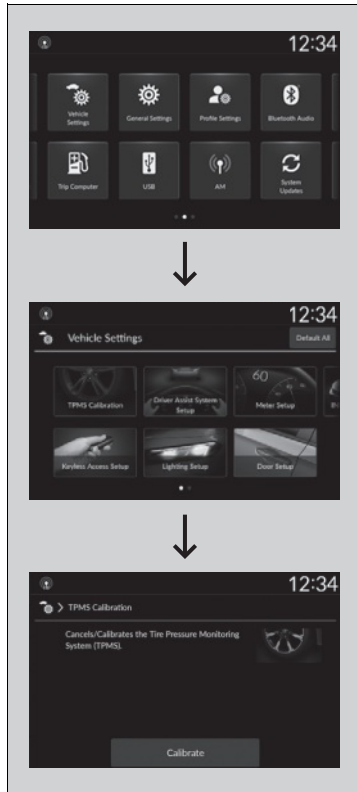 12:34
Vehicle
Settings
General Settings
Profile Settings
Bluetooth Audio
Trip Computer
USB
AM
System
Updates
12:34
Vehicle Settings
Default All
60
TPMS Calibration
Driver Assist System
Setup
Meter Setup
Keyless Access Setup
Lighting Setup
Door Setup
12:34
> TPMS Calibration
Cancels/Calibrates the Tire Pressure Monitoring
System (TPMS).
Calibrate